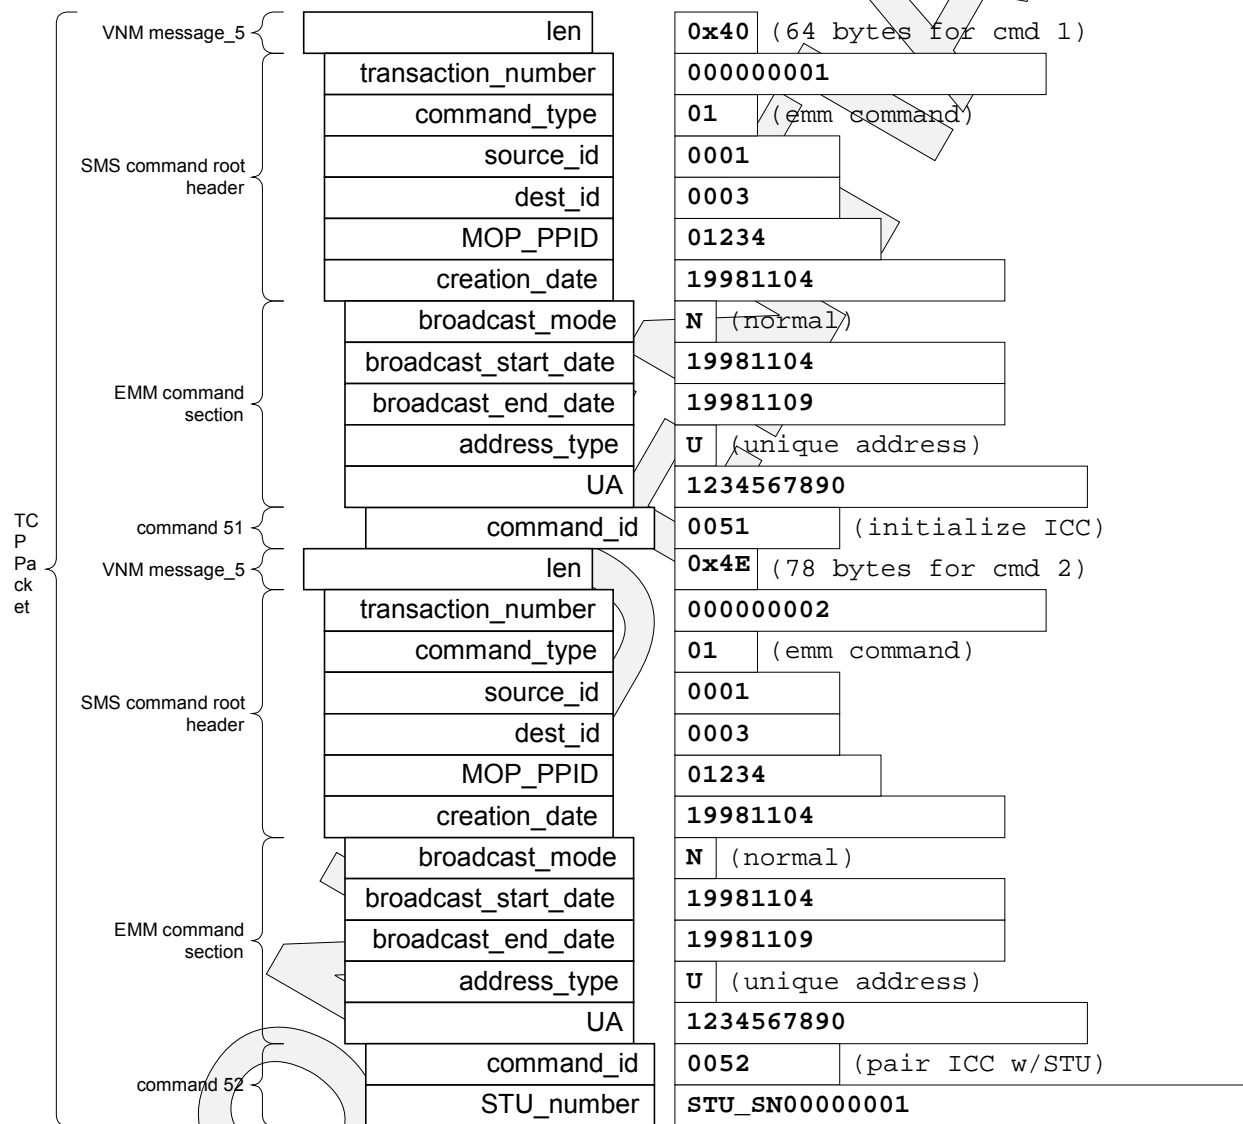 VNM message_5 len 0x40 (64 bytes for cmd 1)
transaction_number 000000001
command_type 01 (emm command)
source_id 0001
SMS command root
header
dest_id 0003
MOP_PPID 01234
creation_date 19981104
broadcast_mode N (normal)
broadcast_start_date 19981104
EMM command
section
broadcast_end_date 19981109
address_type U (unique address)
UA 1234567890
TC
P
Pa
ck
et
command 51 command_id 0051 (initialize ICC)
VNM message_5 len 0x4E (78 bytes for cmd 2)
transaction_number 000000002
command_type 01 (emm command)
source_id 0001
SMS command root
header
dest_id 0003
MOP_PPID 01234
creation_date 19981104
broadcast_mode N (normal)
broadcast_start_date 19981104
EMM command
section
broadcast_end_date 19981109
address_type U (unique address)
UA 1234567890
command_id 0052 (pair ICC w/STU)
command 52
STU_number STU_SN00000001